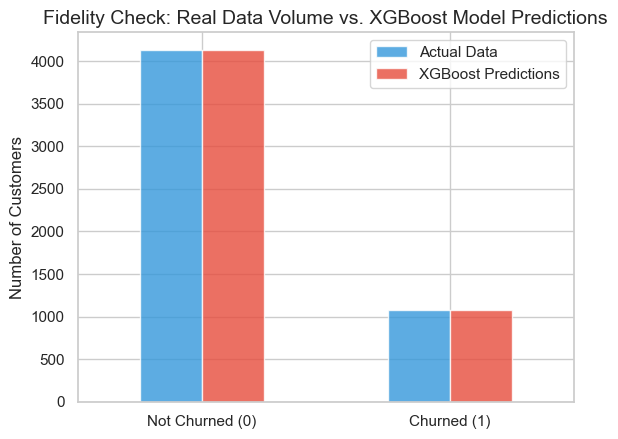 Fidelity Check: Real Data Volume vs. XGBoost Model Predictions
Actual Data
XGBoost Predictions
Number of Customers
4000
3500
3000
2500
2000
1500
1000
500
0
Not Churned (0)
Churned (1)